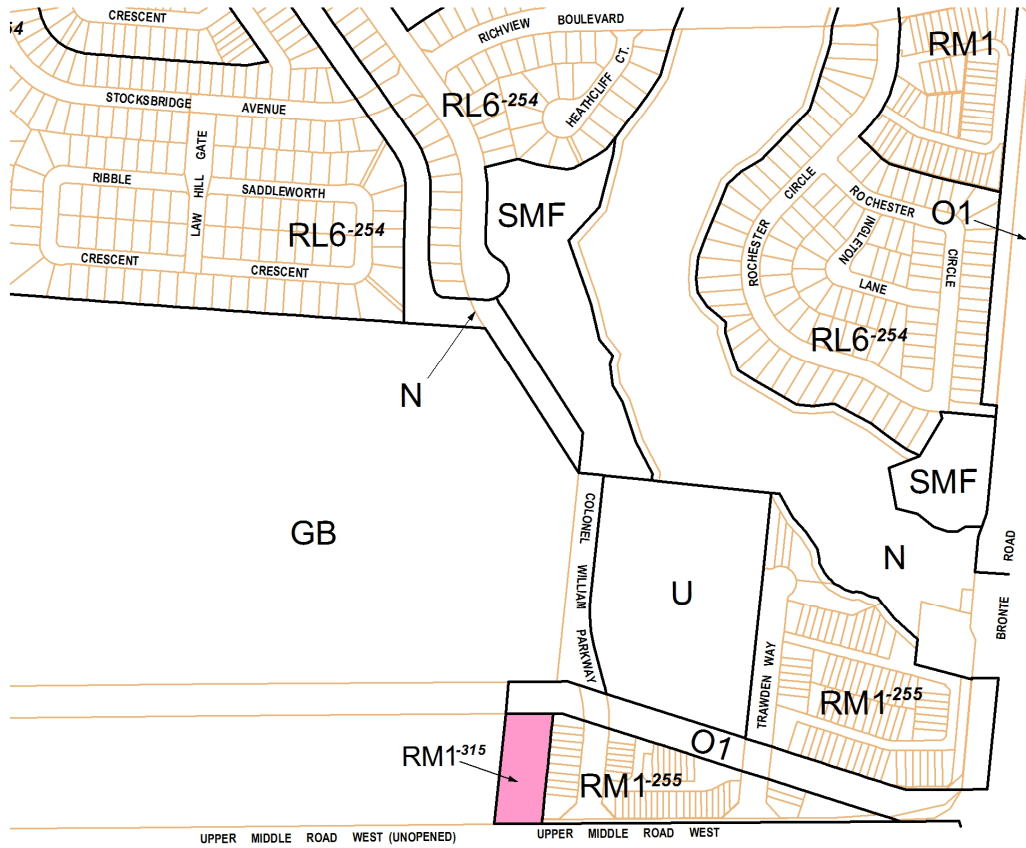 CRESCENT
RICHVIEW BOULEVARD
RM1
HEATHCLIFF CT.
RL6-254
STOCKSBRIDGE AVENUE
LAW HILL GATE
RIBBLE
SADDLEWORTH
RL6-254
CRESCENT
CRESCENT
SMF
ROCHESTER CIRCLE
ROCHESTER
CIRCLE
INGLETON
LANE
O1
RL6-254
N
SMF
GB
COLONEL WILLIAM PARKWAY
U
N
ROAD
BRONTE
TRAWDEN WAY
RM1-255
O1
RM1-315
RM1-255
UPPER MIDDLE ROAD WEST (UNOPENED)
UPPER MIDDLE ROAD WEST